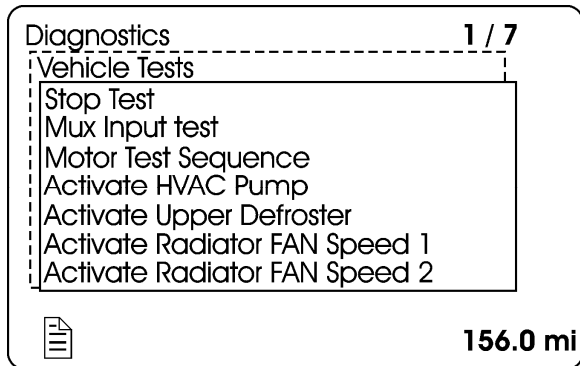 Diagnostics 1 / 7
Vehicle Tests
Stop Test
Mux Input test
Motor Test Sequence
Activate HVAC Pump
Activate Upper Defroster
Activate Radiator FAN Speed 1
Activate Radiator FAN Speed 2
156.0 mi